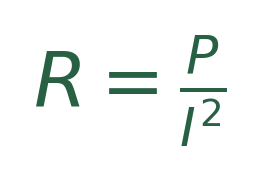 R = P/I²